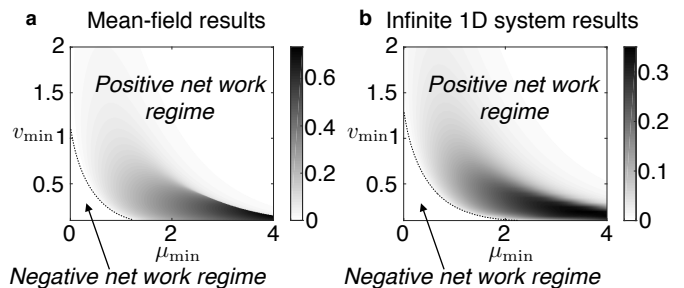 a Mean-field results
2
1.5
1
0.5
v_min
Positive net work
regime
0 2 4
μ_min
Negative net work regime
0.6
0.4
0.2
0
b Infinite 1D system results
2
1.5
1
0.5
v_min
Positive net work
regime
0 2 4
μ_min
Negative net work regime
0.3
0.2
0.1
0